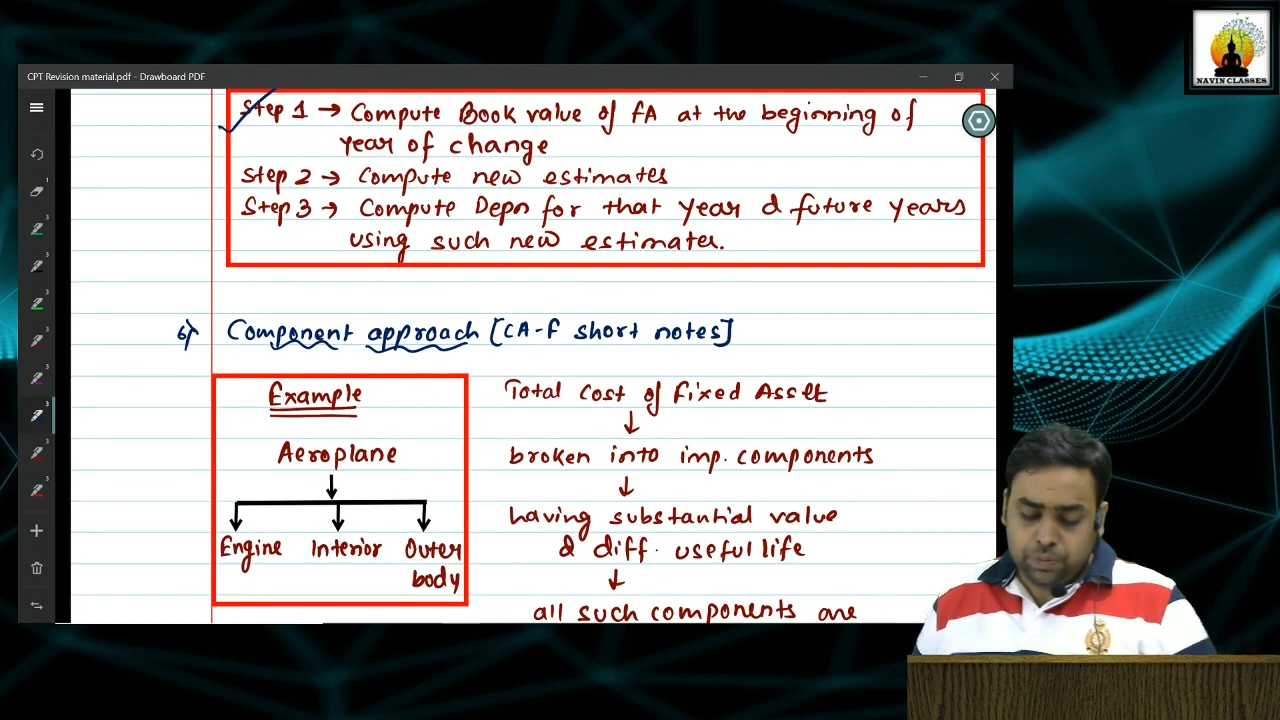 NAVIN CLASSES
CPT Revision material.pdf - Drawboard PDF
Step 1 → Compute Book value of FA at the beginning of
year of change
Step 2 → Compute new estimates
Step 3 → Compute Depn for that year & future years
using such new estimates.
6) Component approach [CA-F short notes]
Example
Aeroplane
Engine Interior Outer
body
Total cost of Fixed Asset
↓
broken into imp. components
↓
having substantial value
& diff. useful life
↓
all such components are